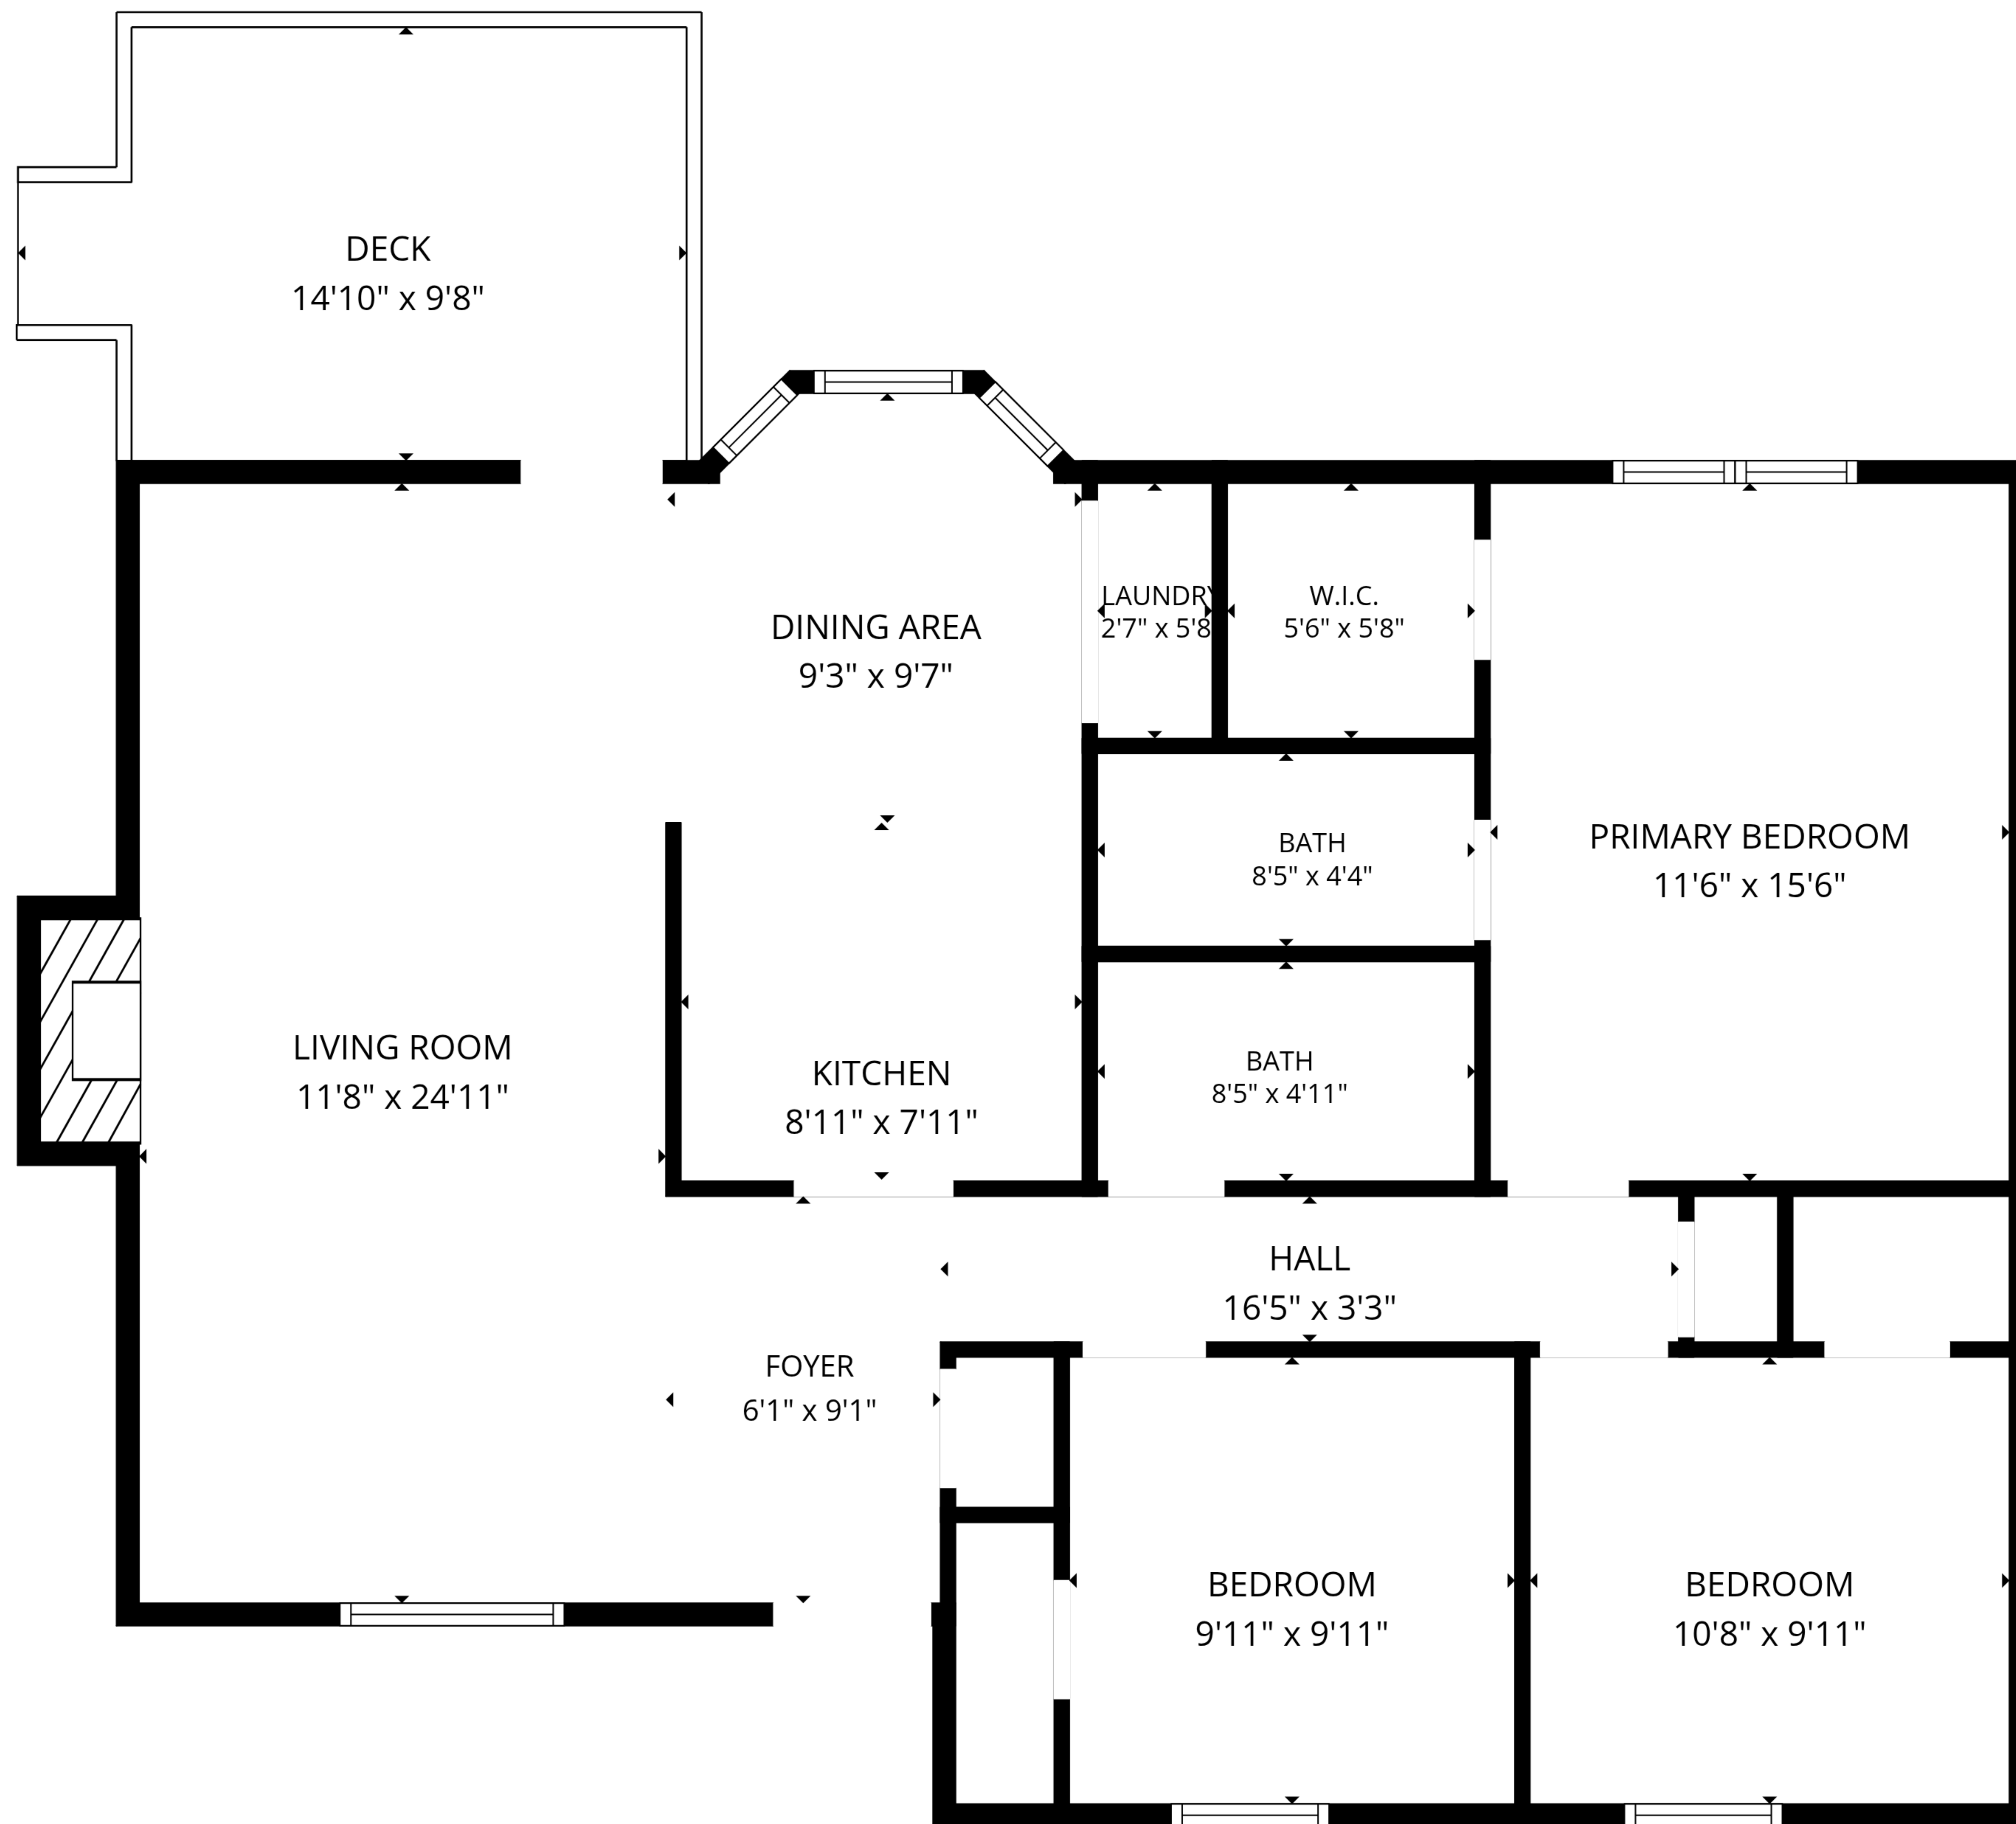 DECK
14'10" x 9'8"
DINING AREA
9'3" x 9'7"
LAUNDRY
2'7" x 5'8
W.I.C.
5'6" x 5'8"
BATH
8'5" x 4'4"
PRIMARY BEDROOM
11'6" x 15'6"
LIVING ROOM
11'8" x 24'11"
KITCHEN
8'11" x 7'11"
BATH
8'5" x 4'11"
HALL
16'5" x 3'3"
FOYER
6'1" x 9'1"
BEDROOM
9'11" x 9'11"
BEDROOM
10'8" x 9'11"